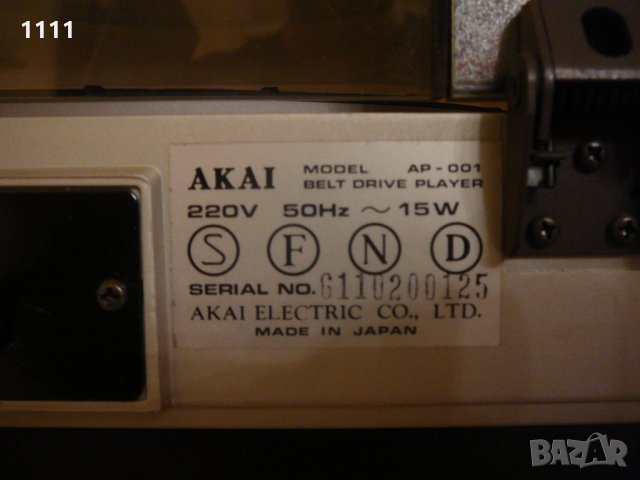 1111
AKAI MODEL AP-001
BELT DRIVE PLAYER
220V 50Hz ~ 15W
S F N D
SERIAL NO. G110200125
AKAI ELECTRIC CO., LTD.
MADE IN JAPAN
BAZAR